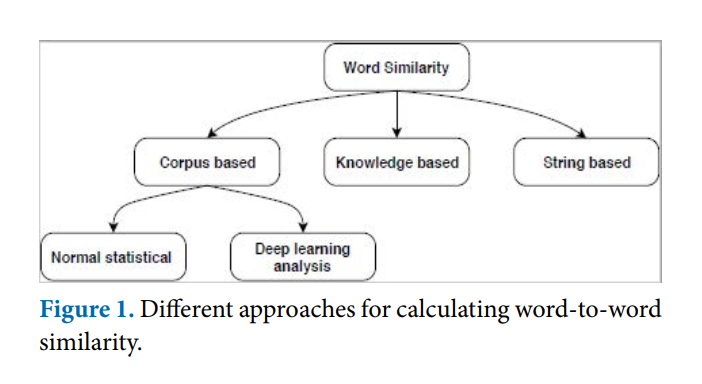 Word Similarity
Corpus based
Knowledge based
String based
Normal statistical
Deep learning
analysis
Figure 1. Different approaches for calculating word-to-word
similarity.